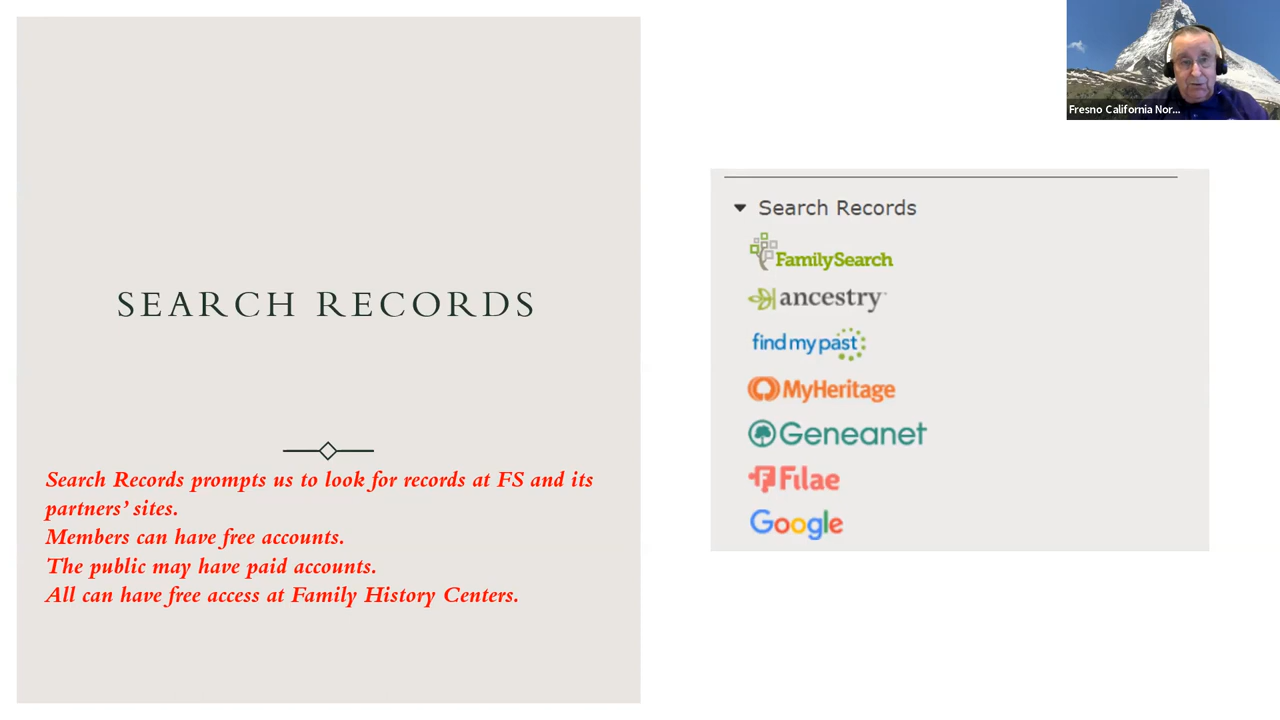 SEARCH RECORDS
Search Records prompts us to look for records at FS and its
partners' sites.
Members can have free accounts.
The public may have paid accounts.
All can have free access at Family History Centers.
Fresno California Nor...
Search Records
FamilySearch
ancestry
findmypast
MyHeritage
Geneanet
Filae
Google